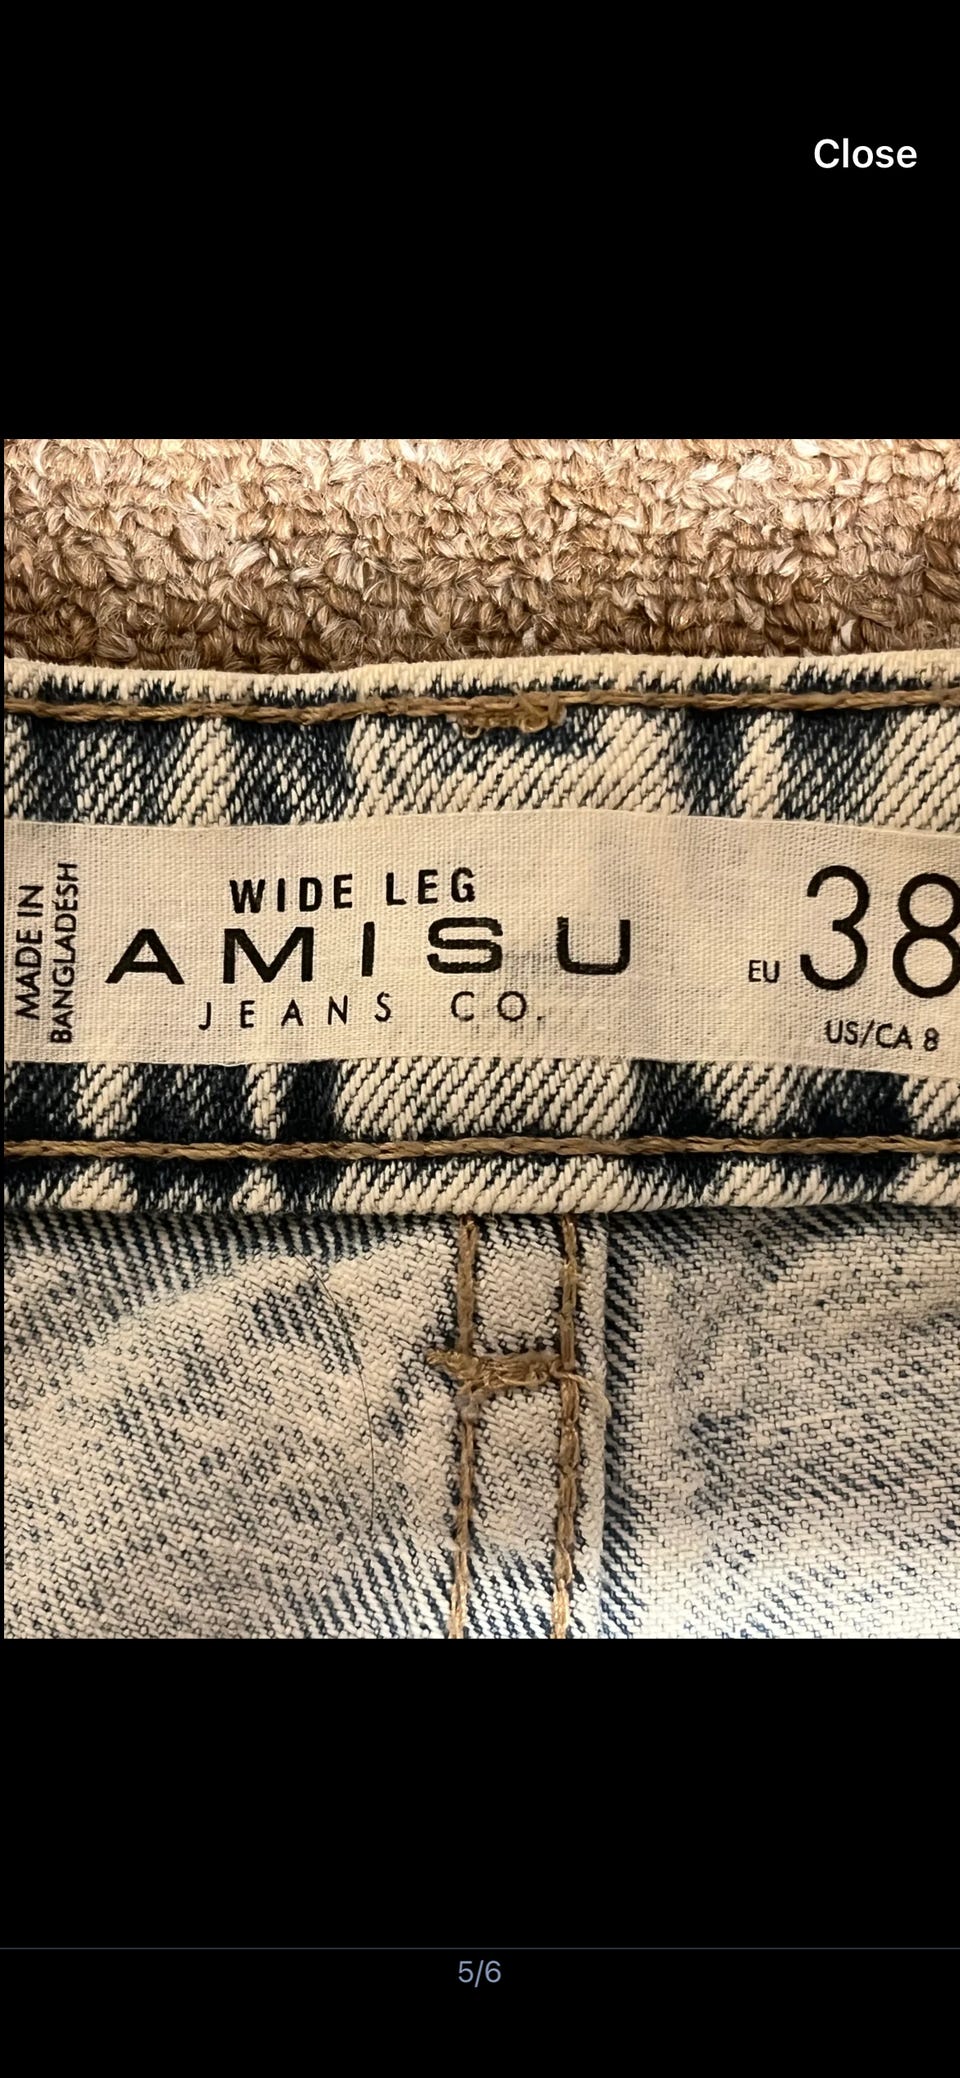 Close
MADE IN
BANGLADESH
WIDE LEG
AMISU
JEANS CO.
EU 38
US/CA 8
5/6